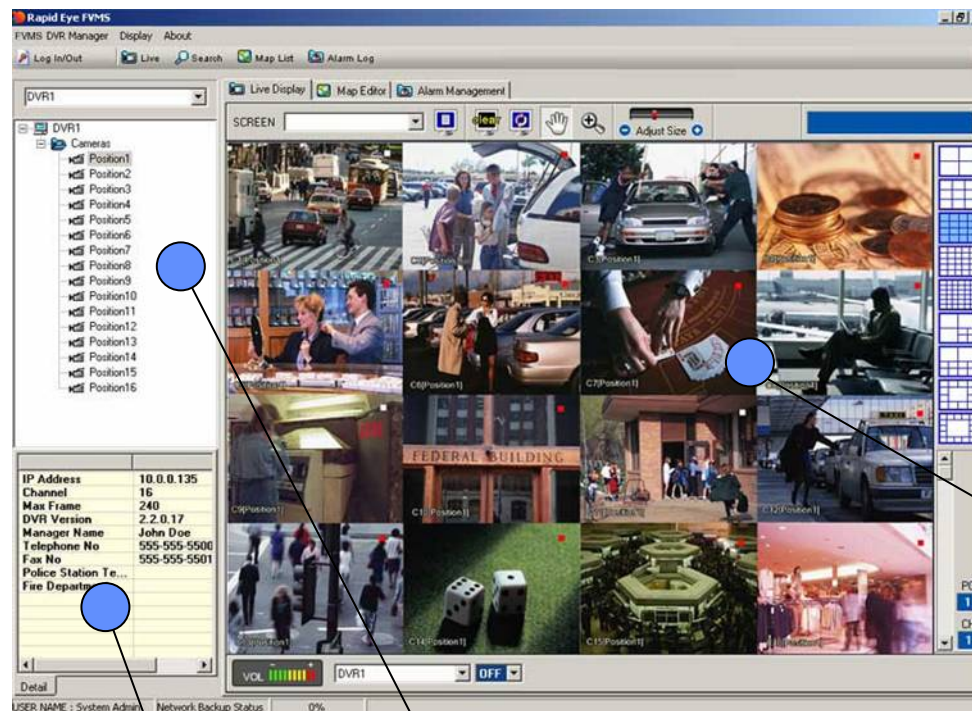 Rapid Eye FVMS
FVMS DVR Manager Display About
Log In/Out Live Search Map List Alarm Log
DVR1
Live Display Map Editor Alarm Management
SCREEN clear Adjust Size
DVR1
Cameras
Position1
Position2
Position3
Position4
Position5
Position6
Position7
Position8
Position9
Position10
Position11
Position12
Position13
Position14
Position15
Position16
C3[Position1]
C6[Position1]
C7[Position1]
FEDERAL BUILDING
C9[Position1]
C10[Position1]
C12[Position1]
C14[Position1]
C15[Position1]
TAXI
IP Address 10.0.0.135
Channel 16
Max Frame 240
DVR Version 2.2.0.17
Manager Name John Doe
Telephone No 555-555-5500
Fax No 555-555-5501
Police Station Te...
Fire Departm
Detail
VOL DVR1 OFF
USER NAME : System Admin Network Backup Status 0%